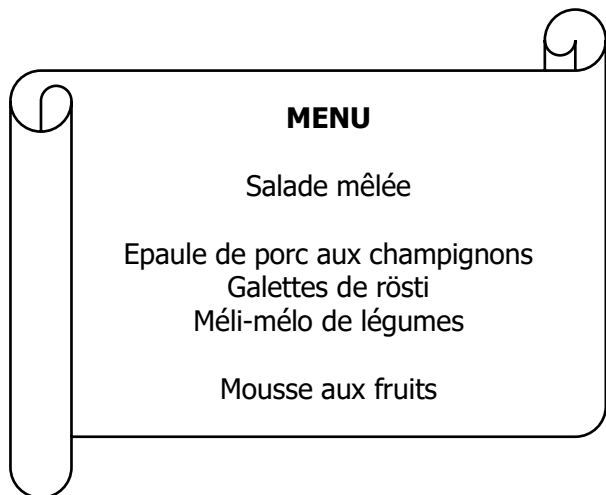 MENU
Salade mêlée
Epaule de porc aux champignons
Galettes de rösti
Méli-mélo de légumes
Mousse aux fruits